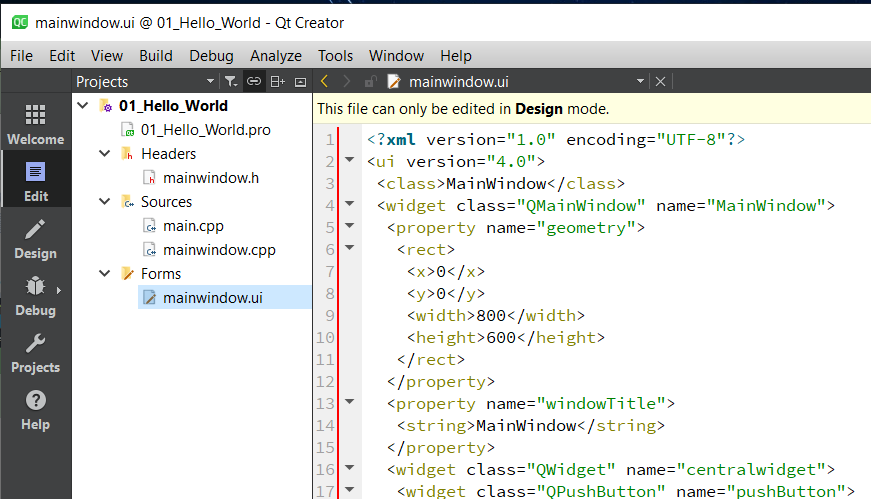 QC mainwindow.ui @ 01_Hello_World - Qt Creator
File Edit View Build Debug Analyze Tools Window Help
Projects
mainwindow.ui
Welcome
Edit
Design
Debug
Projects
Help
01_Hello_World
01_Hello_World.pro
Headers
mainwindow.h
Sources
main.cpp
mainwindow.cpp
Forms
mainwindow.ui
This file can only be edited in Design mode.
1 <?xml version="1.0" encoding="UTF-8"?>
2 <ui version="4.0">
3 <class>MainWindow</class>
4 <widget class="QMainWindow" name="MainWindow">
5 <property name="geometry">
6 <rect>
7 <x>0</x>
8 <y>0</y>
9 <width>800</width>
10 <height>600</height>
11 </rect>
12 </property>
13 <property name="windowTitle">
14 <string>MainWindow</string>
15 </property>
16 <widget class="QWidget" name="centralwidget">
17 <widget class="QPushButton" name="pushButton">